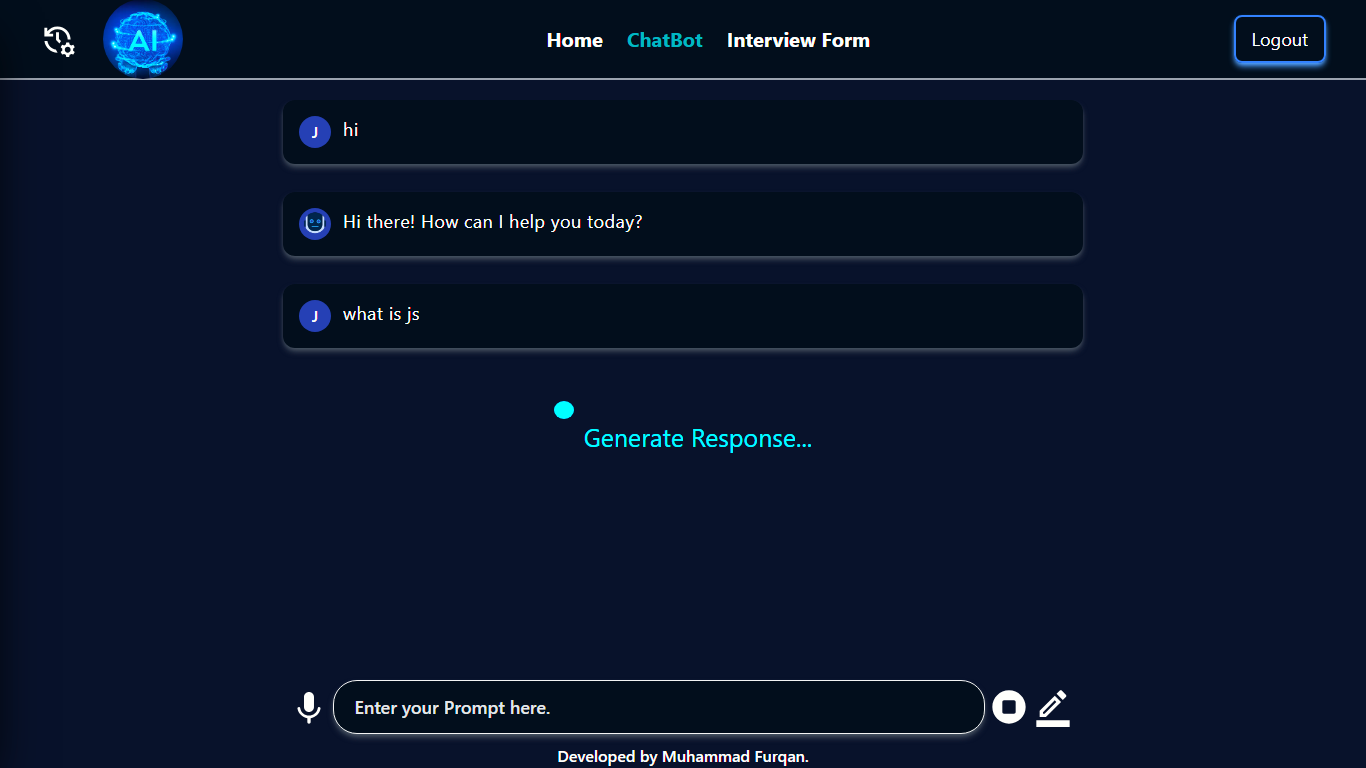 AI
Home ChatBot Interview Form
Logout
J hi
Hi there! How can I help you today?
J what is js
Generate Response...
Enter your Prompt here.
Developed by Muhammad Furqan.